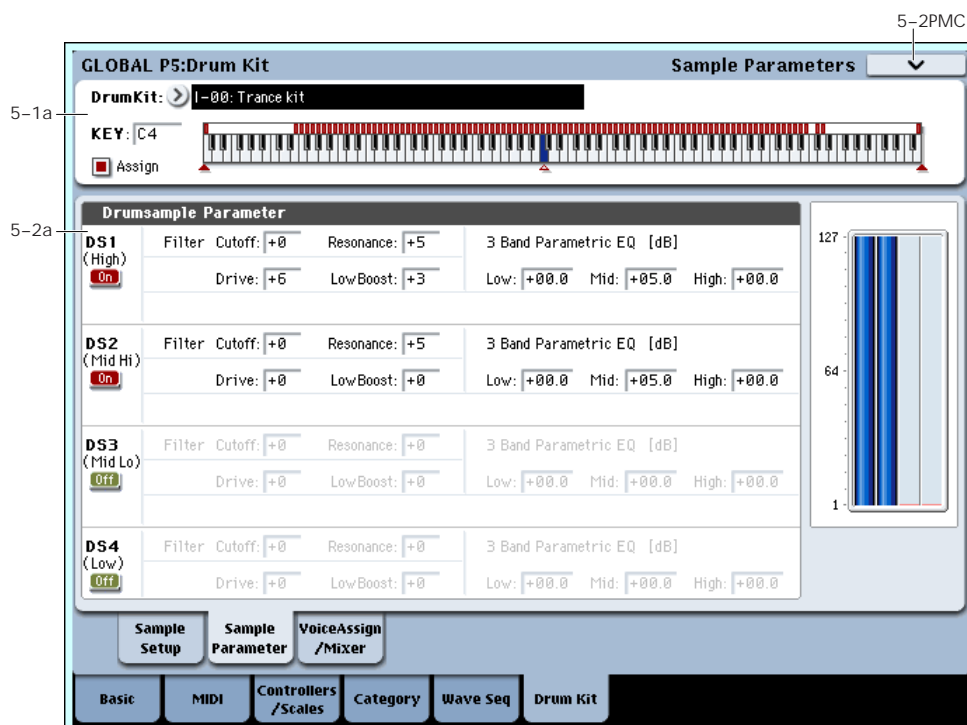 5-2PMC
GLOBAL P5:Drum Kit
Sample Parameters
5-1a
DrumKit:
I-00: Trance kit
KEY: C4
Assign
5-2a
Drumsample Parameter
DS1
(High)
On
Filter Cutoff: +0 Resonance: +5 3 Band Parametric EQ [dB]
Drive: +6 LowBoost: +3 Low: +00.0 Mid: +05.0 High: +00.0
DS2
(Mid Hi)
On
Filter Cutoff: +0 Resonance: +5 3 Band Parametric EQ [dB]
Drive: +0 LowBoost: +0 Low: +00.0 Mid: +05.0 High: +00.0
DS3
(Mid Lo)
Off
Filter Cutoff: +0 Resonance: +0 3 Band Parametric EQ [dB]
Drive: +0 LowBoost: +0 Low: +00.0 Mid: +00.0 High: +00.0
DS4
(Low)
Off
Filter Cutoff: +0 Resonance: +0 3 Band Parametric EQ [dB]
Drive: +0 LowBoost: +0 Low: +00.0 Mid: +00.0 High: +00.0
127
64
1
Sample
Setup
Sample
Parameter
VoiceAssign
/Mixer
Basic
MIDI
Controllers
/Scales
Category
Wave Seq
Drum Kit